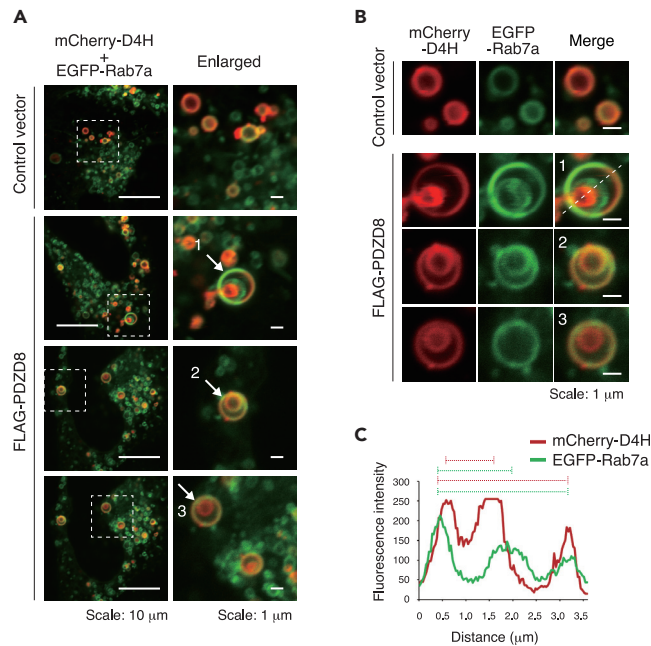 A
mCherry-D4H
+
EGFP-Rab7a
Enlarged
Control vector
FLAG-PDZD8
1
2
3
Scale: 10 μm
Scale: 1 μm
B
mCherry
-D4H
EGFP
-Rab7a
Merge
Control vector
FLAG-PDZD8
1
2
3
Scale: 1 μm
C
mCherry-D4H
EGFP-Rab7a
Fluorescence intensity
300
250
200
150
100
50
0
0 0.5 1.0 1.5 2.0 2.5 3.0 3.5
Distance (μm)